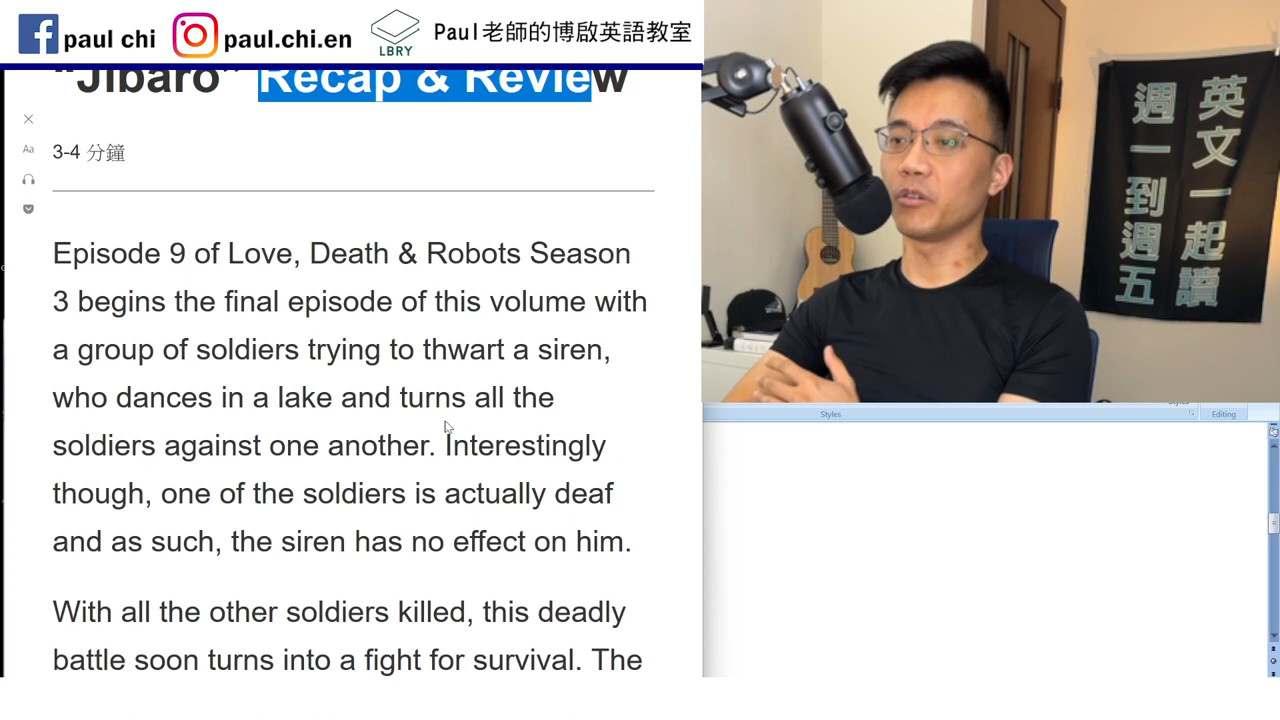 paul chi
paul.chi.en
LBRY
Paul老師的博啟英語教室
"Jibaro" Recap & Review
3-4 分鐘
Aa
Episode 9 of Love, Death & Robots Season
3 begins the final episode of this volume with
a group of soldiers trying to thwart a siren,
who dances in a lake and turns all the
soldiers against one another. Interestingly
though, one of the soldiers is actually deaf
and as such, the siren has no effect on him.
With all the other soldiers killed, this deadly
battle soon turns into a fight for survival. The
英文一起讀
週一到週五
Styles
Styles
Editing